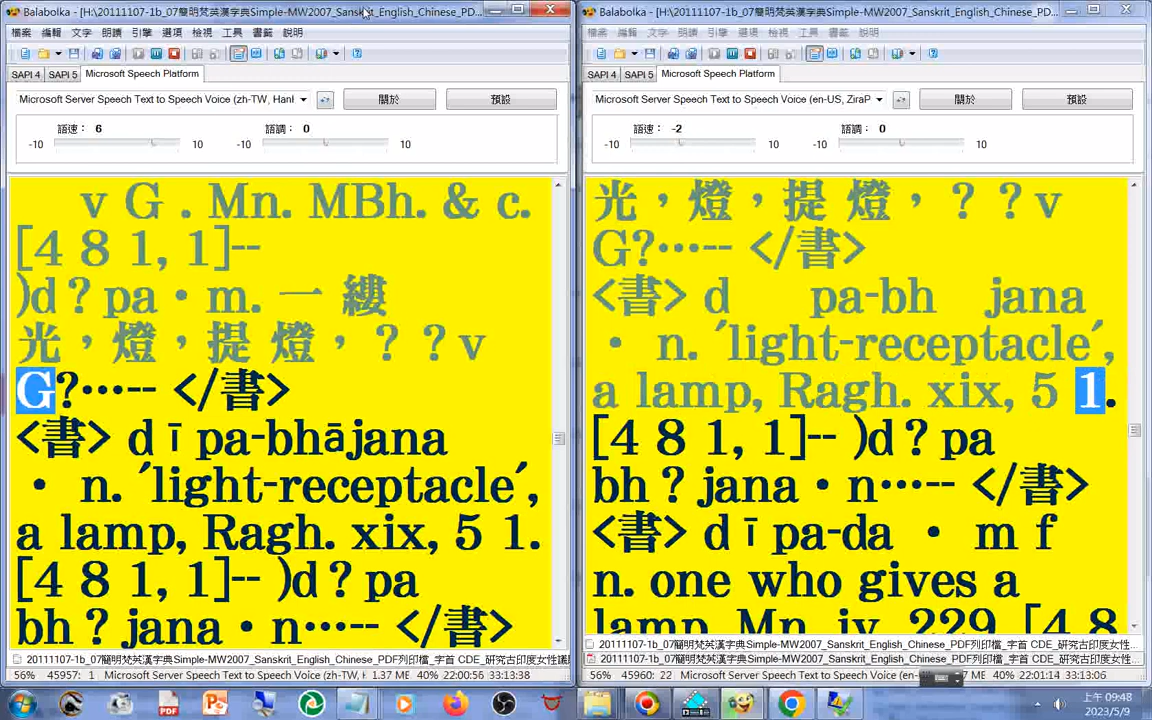 Balabolka - [H:\20111107-1b_07簡明梵英漢字典Simple-MW2007_Sanskrit_English_Chinese_PD...
檔案 編輯 文字 朗讀 引擎 選項 檢視 工具 書籤 說明
SAPI 4 SAPI 5 Microsoft Speech Platform
Microsoft Server Speech Text to Speech Voice (zh-TW, Hanl 關於 預設
語速： 6 語調： 0
-10 10 -10 10
v G . Mn. MBh. & c.
[4 8 1, 1]--
)d？pa・m. 一 縷
光，燈，提 燈，？？v
G?…-- </書>
<書> d ī pa-bhājana
・ n. ′light-receptacle′,
a lamp, Ragh. xix, 5 1.
[4 8 1, 1]-- )d？pa
bh？jana・n…-- </書>
20111107-1b_07簡明梵英漢字典Simple-MW2007_Sanskrit_English_Chinese_PDF列印檔_字首 CDE_研究古印度女性議
56% 45957: 1 Microsoft Server Speech Text to Speech Voice (zh-TW, 1.37 MB 40% 22:00:56 33:13:38
Balabolka - [H:\20111107-1b_07簡明梵英漢字典Simple-MW2007_Sanskrit_English_Chinese_PD...
檔案 編輯 文字 朗讀 引擎 選項 檢視 工具 書籤 說明
SAPI 4 SAPI 5 Microsoft Speech Platform
Microsoft Server Speech Text to Speech Voice (en-US, ZiraP 關於 預設
語速： -2 語調： 0
-10 10 -10 10
光，燈，提 燈，？？v
G?…-- </書>
<書> d pa-bh jana
・ n. ′light-receptacle′,
a lamp, Ragh. xix, 5 1.
[4 8 1, 1]-- )d？pa
bh？jana・n…-- </書>
<書> d ī pa-da ・ m f
n. one who gives a
lamp, Mn. iv, 229 [4 8
20111107-1b_07簡明梵英漢字典Simple-MW2007_Sanskrit_English_Chinese_PDF列印檔_字首 CDE_研究古印度女性
20111107-1b_07簡明梵英漢字典Simple-MW2007_Sanskrit_English_Chinese_PDF列印檔_字首 CDE_研究古印度女性...
56% 45960: 22 Microsoft Server Speech Text to Speech Voice (en- ME 40% 22:01:14 33:13:06
上午 09:48
2023/5/9